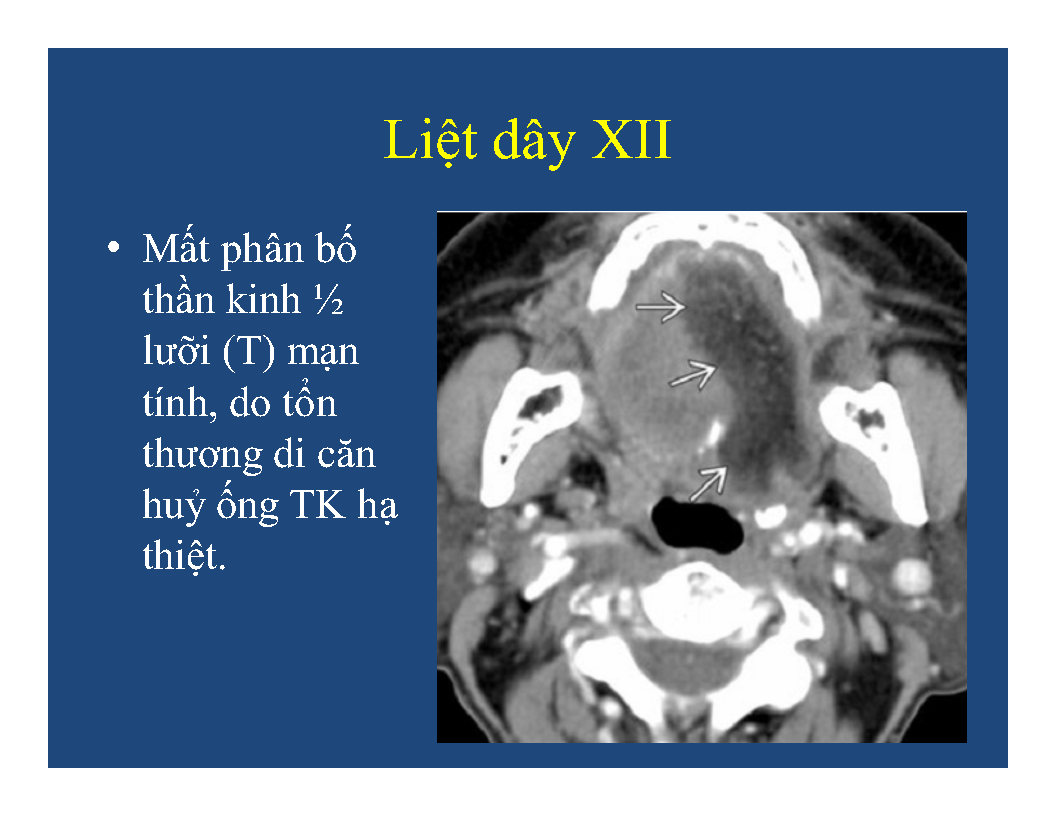 Liệt dây XII
• Mất phân bố
thần kinh ½
lưỡi (T) mạn
tính, do tổn
thương di căn
huỷ ống TK hạ
thiệt.